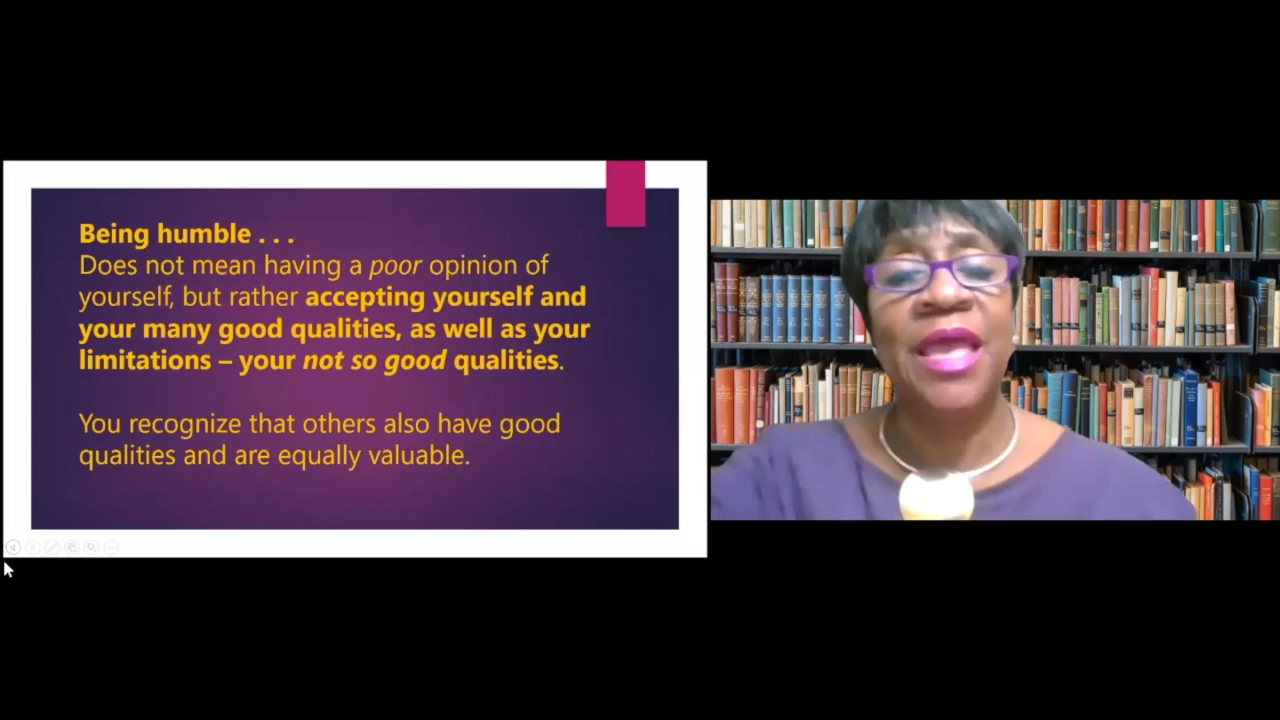 Being humble . . .
Does not mean having a poor opinion of
yourself, but rather accepting yourself and
your many good qualities, as well as your
limitations – your not so good qualities.
You recognize that others also have good
qualities and are equally valuable.